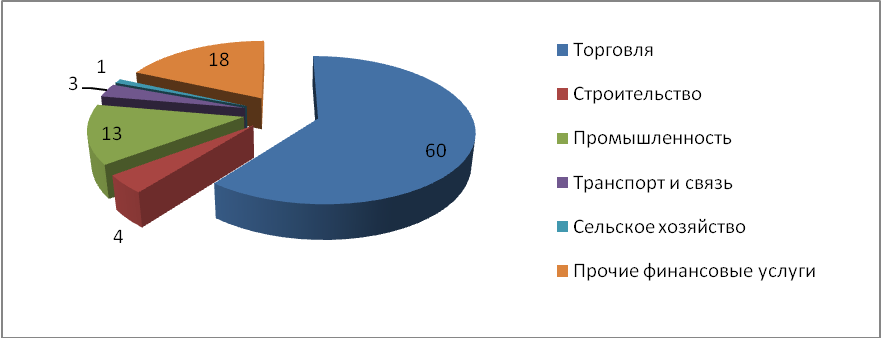 18
1
3
13
60
4
Торговля
Строительство
Промышленность
Транспорт и связь
Сельское хозяйство
Прочие финансовые услуги